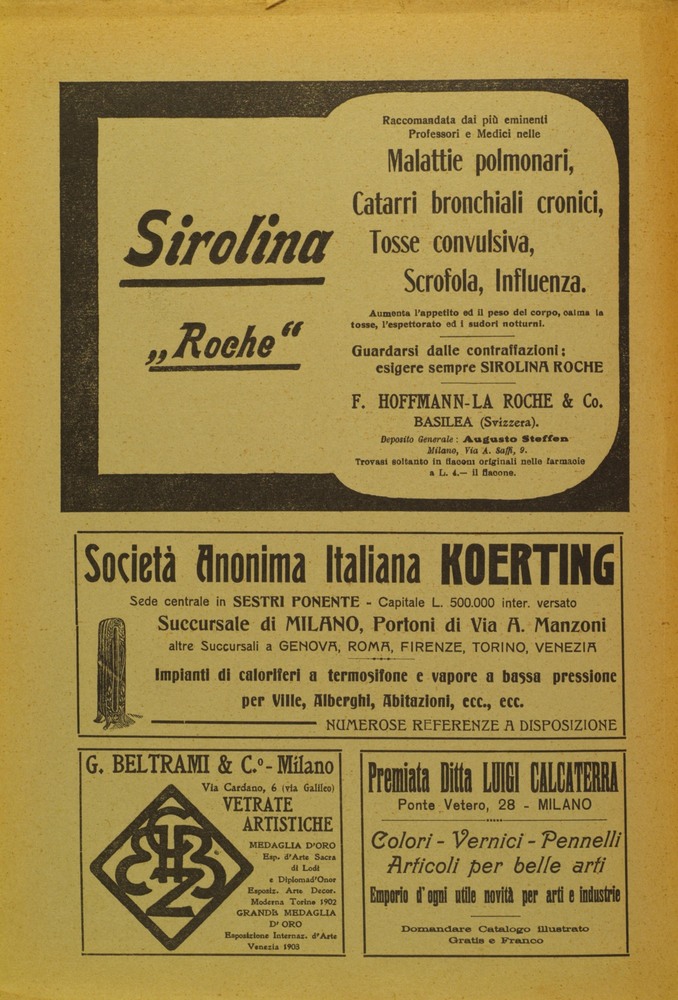 Sirolina
„Roche“
Raccomandata dai più eminenti
Professori e Medici nelle
Malattie polmonari,
Catarri bronchiali cronici,
Tosse convulsiva,
Scrofola, Influenza.
Aumenta l'appetito ed il peso del corpo, calma la
tosse, l'espettorato ed i sudori notturni.
Guardarsi dalle contraffazioni;
esigere sempre SIROLINA ROCHE
F. HOFFMANN-LA ROCHE & Co.
BASILEA (Svizzera).
Deposito Generale: Augusto Steffen
Milano, Via A. Saffi, 9.
Trovasi soltanto in flaconi originali nelle farmacie
a L. 4.— il flacone.
Società Anonima Italiana KOERTING
Sede centrale in SESTRI PONENTE - Capitale L. 500.000 inter. versato
Succursale di MILANO, Portoni di Via A. Manzoni
altre Succursali a GENOVA, ROMA, FIRENZE, TORINO, VENEZIA
Impianti di caloriferi a termosifone e vapore a bassa pressione
per Ville, Alberghi, Abitazioni, ecc., ecc.
NUMEROSE REFERENZE A DISPOSIZIONE
G. BELTRAMI & C.º - Milano
Via Cardano, 6 (via Galileo)
VETRATE
ARTISTICHE
MEDAGLIA D'ORO
Esp. d'Arte Sacra
di Lodi
e Diplomad'Onor
Esposiz. Arte Decor.
Moderna Torino 1902
GRANDE MEDAGLIA
D'ORO
Esposizione Internaz. d'Arte
Venezia 1903
Premiata Ditta LUIGI CALCATERRA
Ponte Vetero, 28 - MILANO
Colori - Vernici - Pennelli
Articoli per belle arti
Emporio d'ogni utile novità per arti e industrie
Domandare Catalogo illustrato
Gratis e Franco